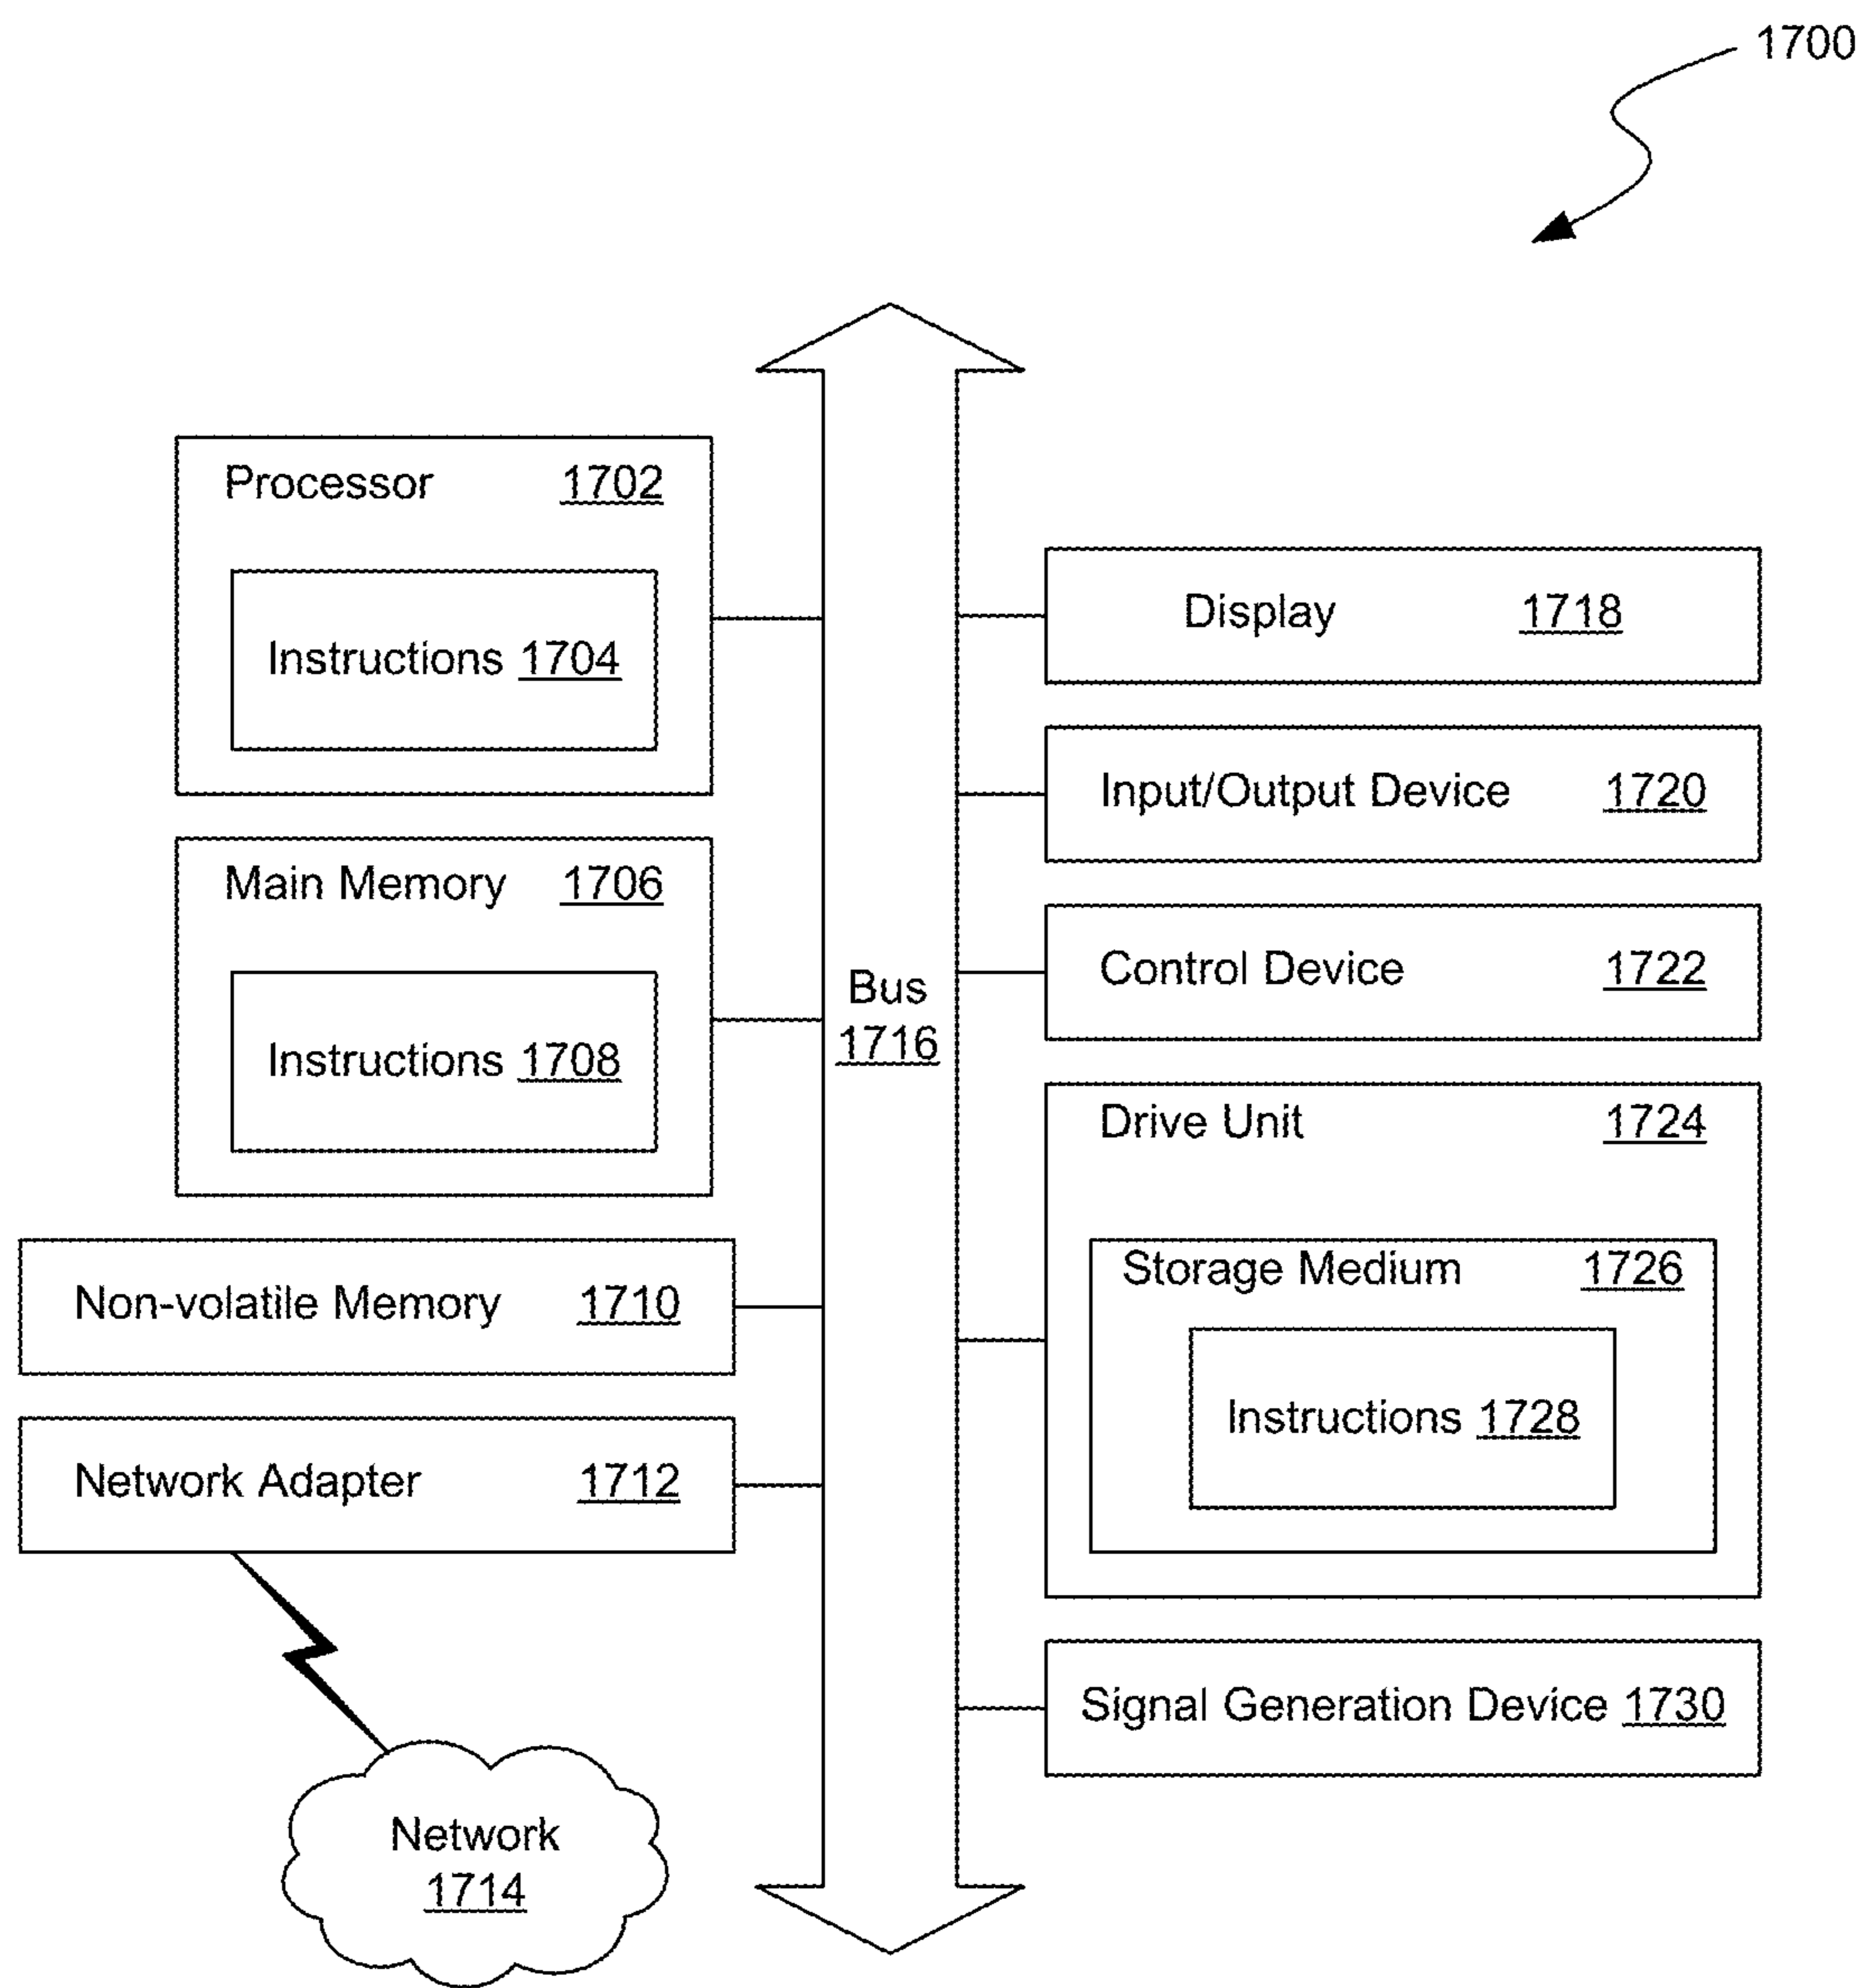 1700
Processor 1702
Instructions 1704
Main Memory 1706
Instructions 1708
Non-volatile Memory 1710
Network Adapter 1712
Network
1714
Bus
1716
Display 1718
Input/Output Device 1720
Control Device 1722
Drive Unit 1724
Storage Medium 1726
Instructions 1728
Signal Generation Device 1730